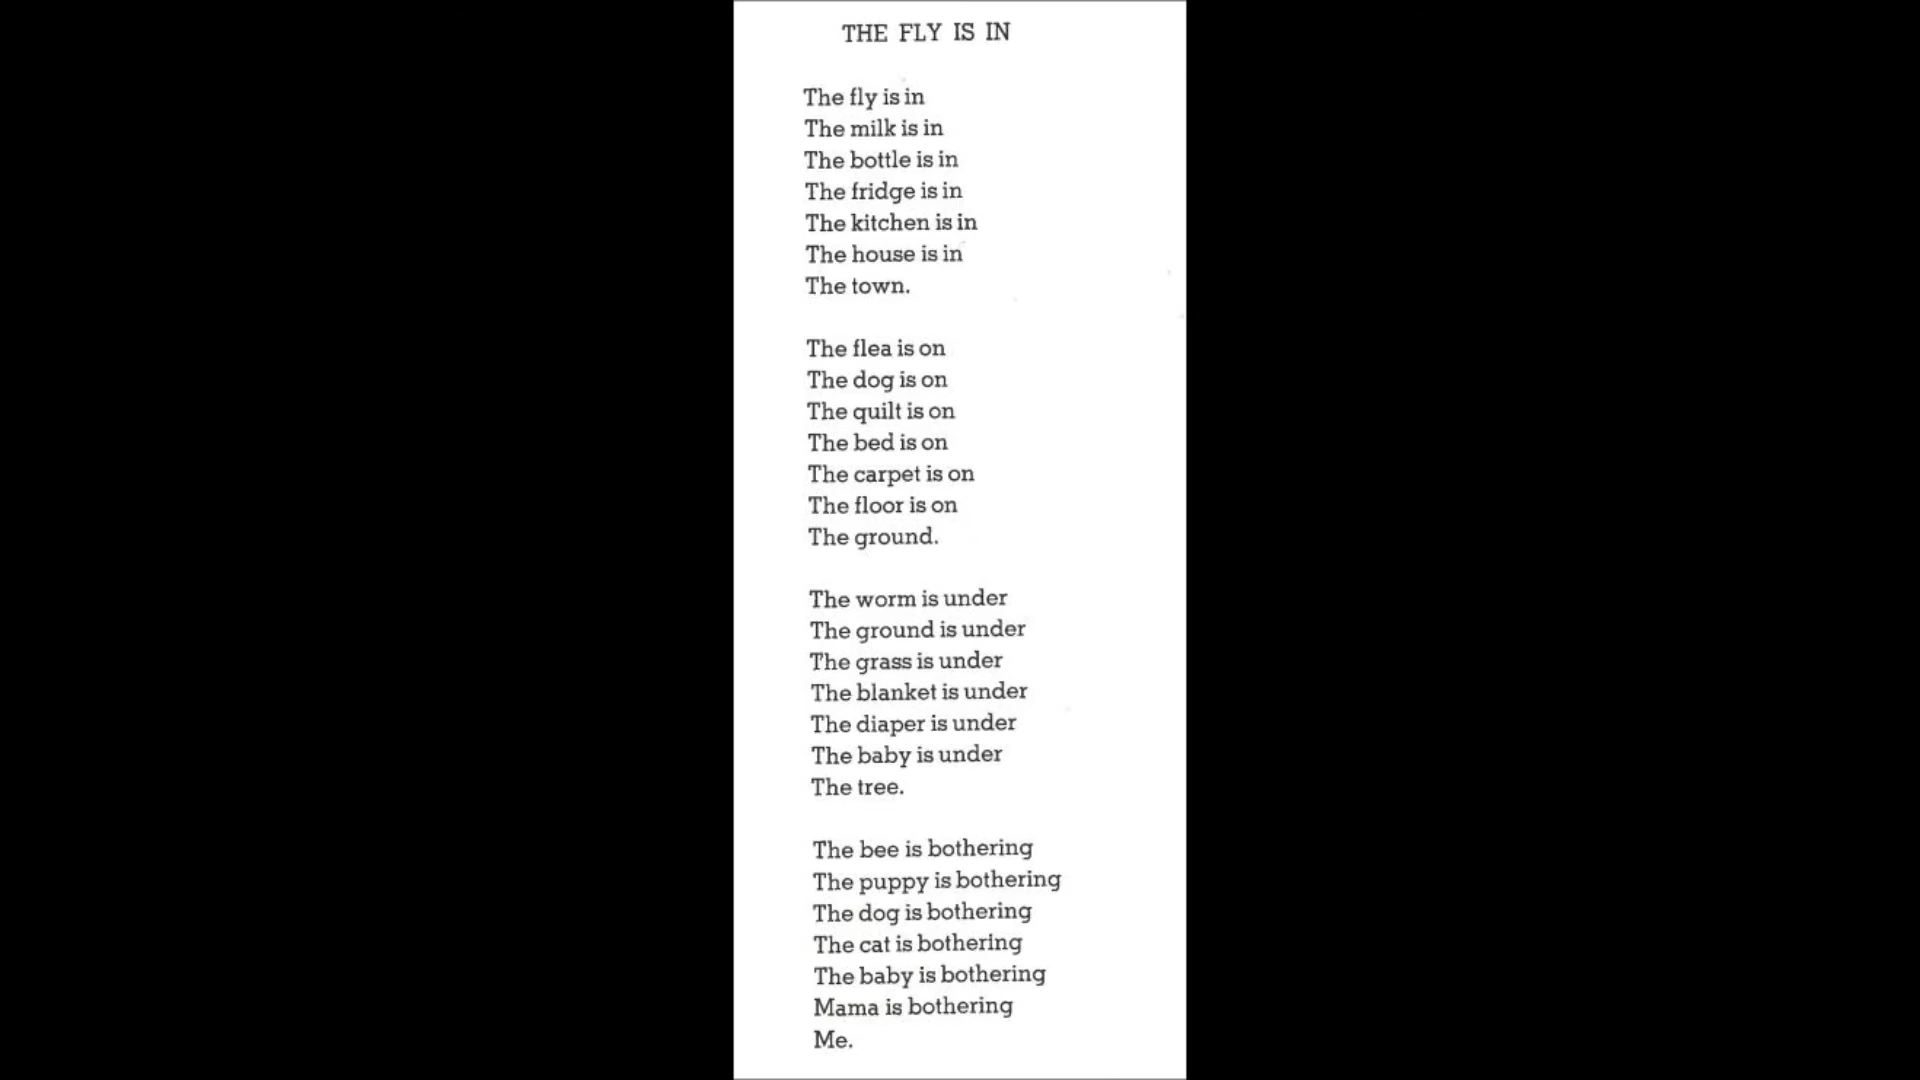 THE FLY IS IN
The fly is in
The milk is in
The bottle is in
The fridge is in
The kitchen is in
The house is in
The town.
The flea is on
The dog is on
The quilt is on
The bed is on
The carpet is on
The floor is on
The ground.
The worm is under
The ground is under
The grass is under
The blanket is under
The diaper is under
The baby is under
The tree.
The bee is bothering
The puppy is bothering
The dog is bothering
The cat is bothering
The baby is bothering
Mama is bothering
Me.